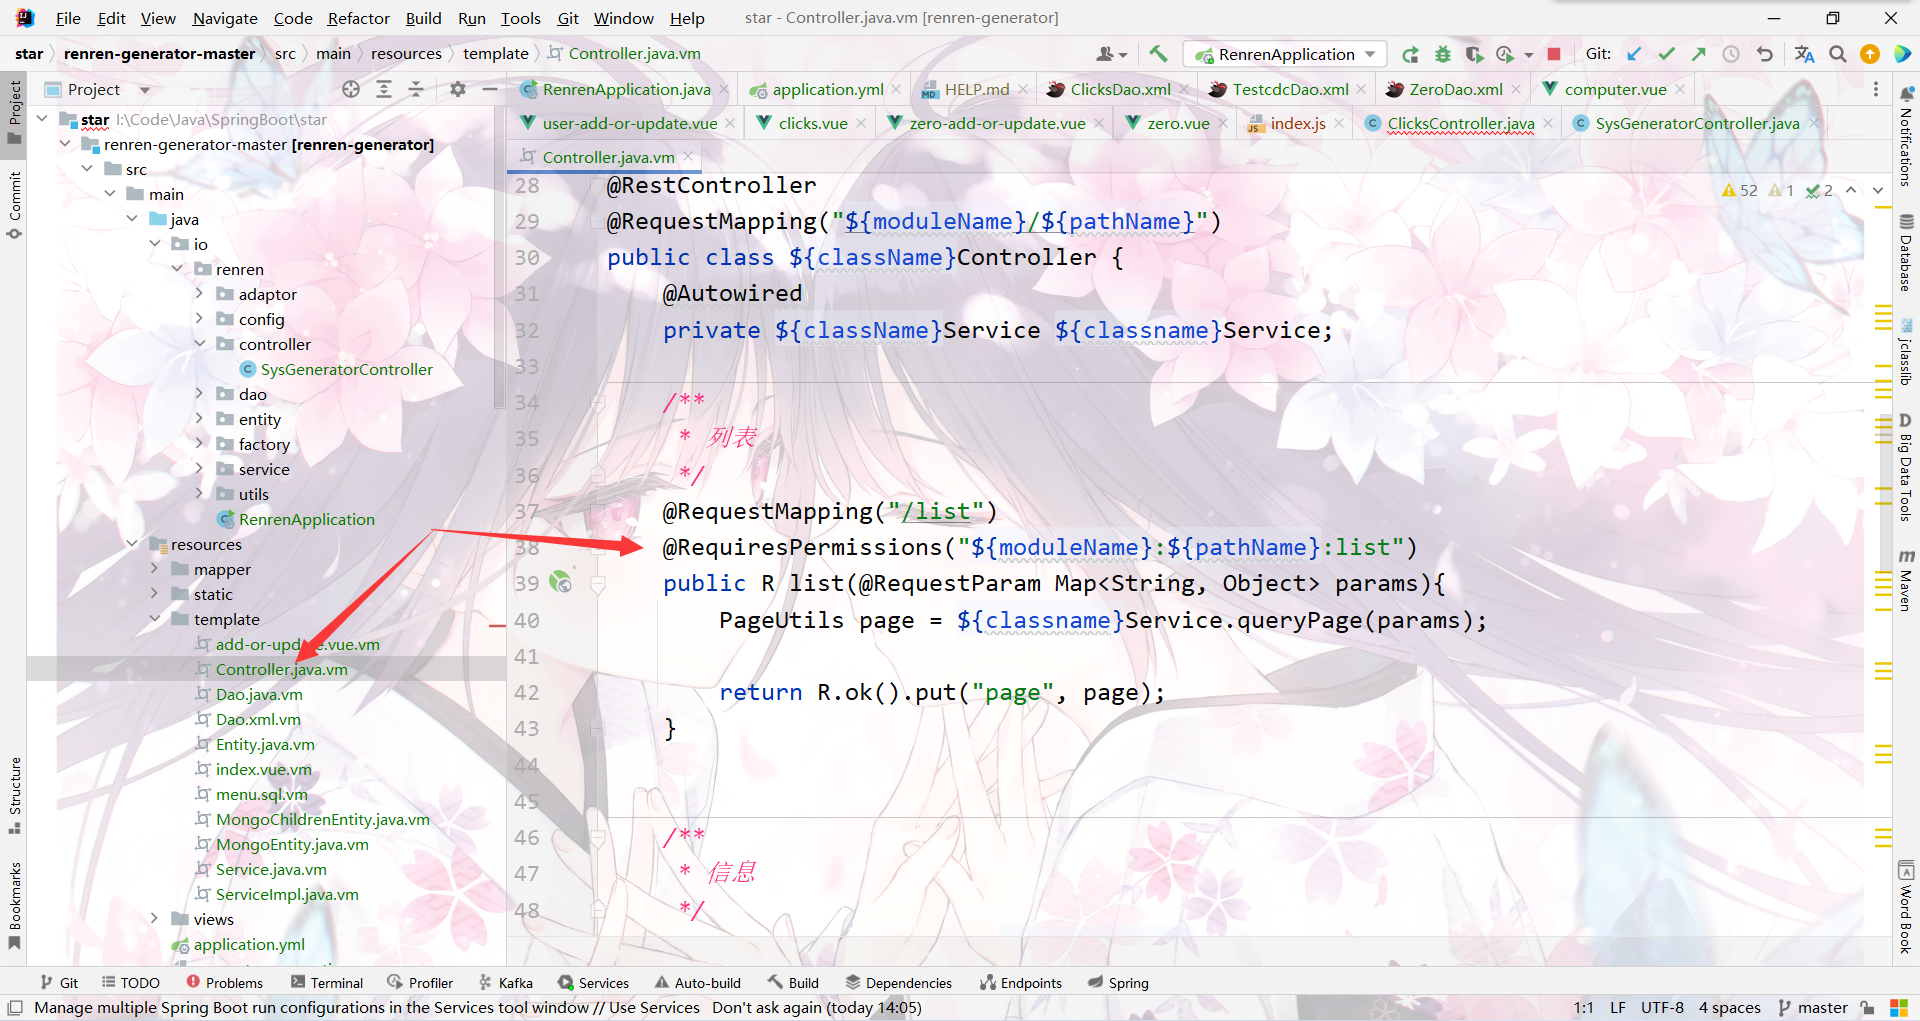 File Edit View Navigate Code Refactor Build Run Tools Git Window Help star - Controller.java.vm [renren-generator]
star renren-generator-master src main resources template Controller.java.vm RenrenApplication Git:
Project RenrenApplication.java application.yml HELP.md ClicksDao.xml TestcdcDao.xml ZeroDao.xml computer.vue
user-add-or-update.vue clicks.vue zero-add-or-update.vue zero.vue index.js ClicksController.java SysGeneratorController.java
Controller.java.vm
Project
Commit
Structure
Bookmarks
star I:\Code\Java\SpringBoot\star
renren-generator-master [renren-generator]
src
main
java
io
renren
adaptor
config
controller
SysGeneratorController
dao
entity
factory
service
utils
RenrenApplication
resources
mapper
static
template
add-or-update.vue.vm
Controller.java.vm
Dao.java.vm
Dao.xml.vm
Entity.java.vm
index.vue.vm
menu.sql.vm
MongoChildrenEntity.java.vm
MongoEntity.java.vm
Service.java.vm
ServiceImpl.java.vm
views
application.yml
52 1 2
28 @RestController
29 @RequestMapping("${moduleName}/${pathName}")
30 public class ${className}Controller {
31 @Autowired
32 private ${className}Service ${classname}Service;
33
34 /**
35 * 列表
36 */
37 @RequestMapping("/list")
38 @RequiresPermissions("${moduleName}:${pathName}:list")
39 public R list(@RequestParam Map<String, Object> params){
40 PageUtils page = ${classname}Service.queryPage(params);
41
42 return R.ok().put("page", page);
43 }
44
45
46 /**
47 * 信息
48 */
Notifications
Database
jclasslib
Big Data Tools
Maven
Word Book
Git TODO Problems Terminal Profiler Kafka Services Auto-build Build Dependencies Endpoints Spring
Manage multiple Spring Boot run configurations in the Services tool window // Use Services Don't ask again (today 14:05) 1:1 LF UTF-8 4 spaces master